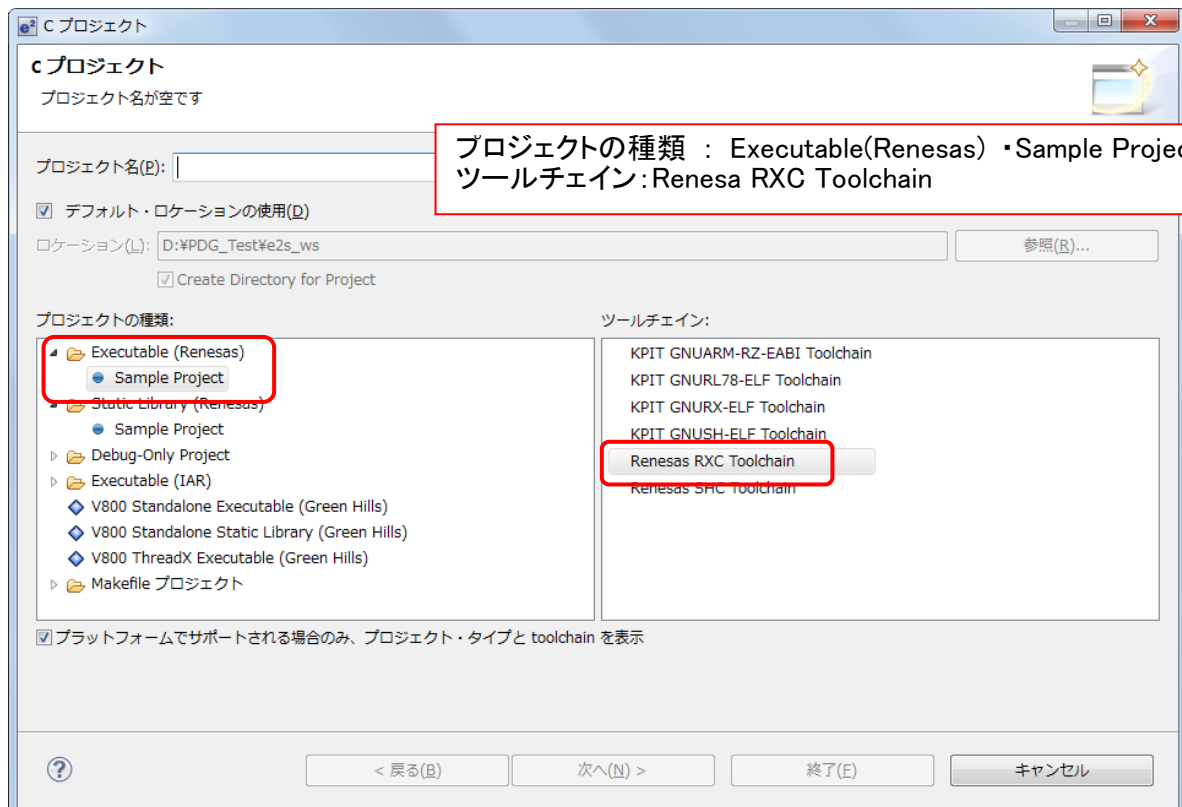 e² C プロジェクト
C プロジェクト
プロジェクト名が空です
プロジェクトの種類 : Executable(Renesas) ・Sample Projec
ツールチェイン:Renesa RXC Toolchain
プロジェクト名(P):
デフォルト・ロケーションの使用(D)
ロケーション(L): D:¥PDG_Test¥e2s_ws 参照(R)...
Create Directory for Project
プロジェクトの種類:
Executable (Renesas)
Sample Project
Static Library (Renesas)
Sample Project
Debug-Only Project
Executable (IAR)
V800 Standalone Executable (Green Hills)
V800 Standalone Static Library (Green Hills)
V800 ThreadX Executable (Green Hills)
Makefile プロジェクト
ツールチェイン:
KPIT GNUARM-RZ-EABI Toolchain
KPIT GNURL78-ELF Toolchain
KPIT GNURX-ELF Toolchain
KPIT GNUSH-ELF Toolchain
Renesas RXC Toolchain
Renesas SHC Toolchain
プラットフォームでサポートされる場合のみ、プロジェクト・タイプと toolchain を表示
? < 戻る(B) 次へ(N) > 終了(F) キャンセル